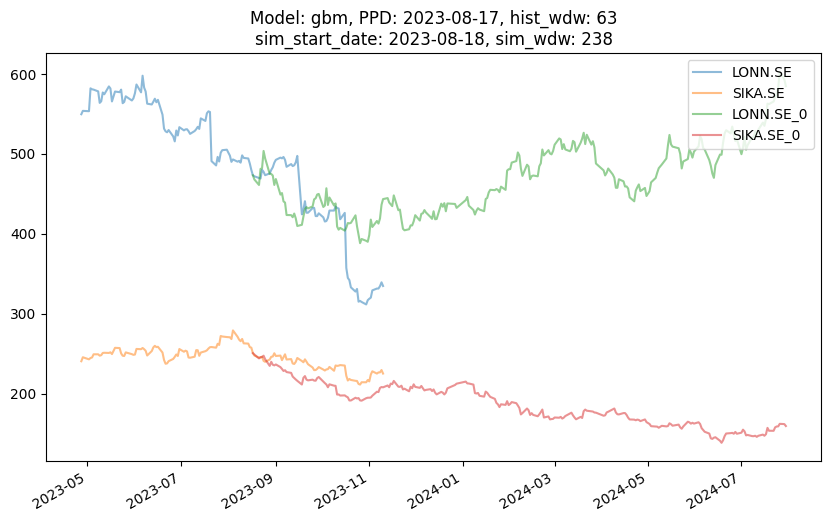 Model: gbm, PPD: 2023-08-17, hist_wdw: 63
sim_start_date: 2023-08-18, sim_wdw: 238
600
500
400
300
200
LONN.SE
SIKA.SE
LONN.SE_0
SIKA.SE_0
2023-05
2023-07
2023-09
2023-11
2024-01
2024-03
2024-05
2024-07